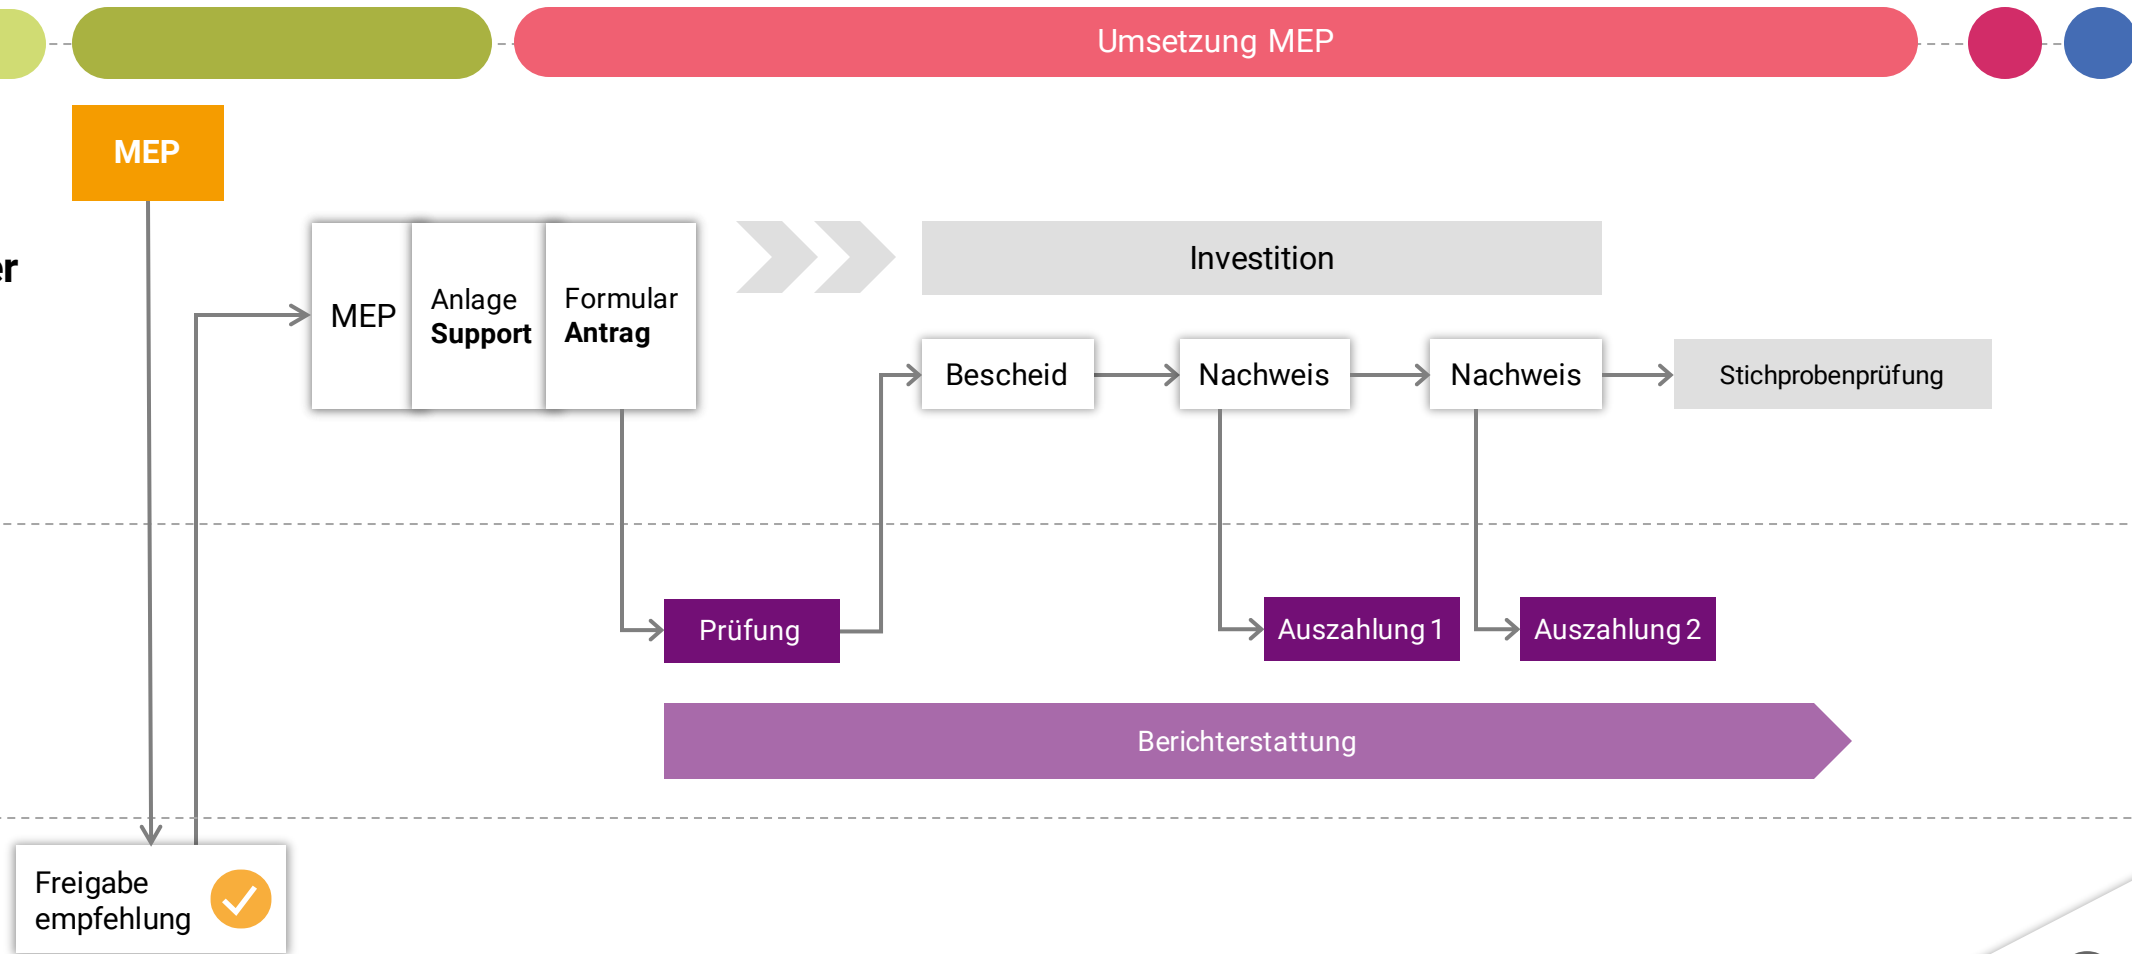 Umsetzung MEP
MEP
er
MEP
Anlage
Support
Formular
Antrag
Investition
Bescheid
Nachweis
Nachweis
Stichprobenprüfung
Prüfung
Auszahlung 1
Auszahlung 2
Berichterstattung
Freigabe
empfehlung